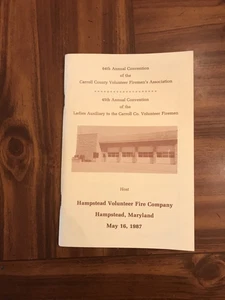 64th Annual Convention
of the
Carroll County Volunteer Firemen's Association
40th Annual Convention
of the
Ladies Auxiliary to the Carroll Co. Volunteer Firemen
Host
Hampstead Volunteer Fire Company
Hampstead, Maryland
May 16, 1987